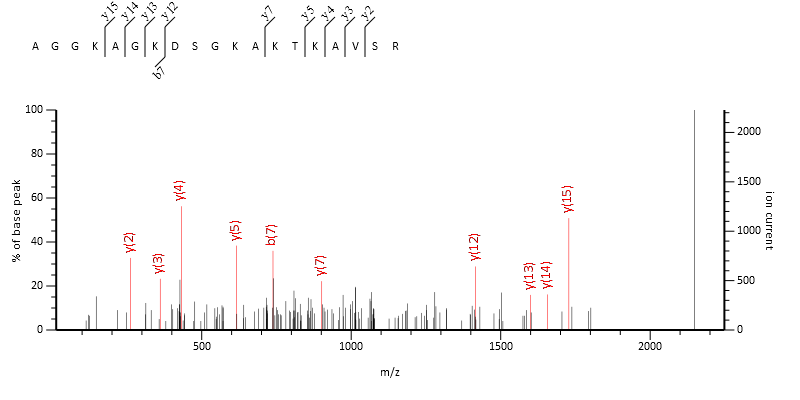 y15 y14 y13 y12 y7 y5 y4 y3 y2
A G G K A G K D S G K A K T K A V S R
b7
100
80
60
40
20
0
% of base peak
y(2)
y(3)
y(4)
y(5)
b(7)
y(7)
y(12)
y(13)
y(14)
y(15)
2000
1500
1000
500
0
ion current
500 1000 1500 2000
m/z